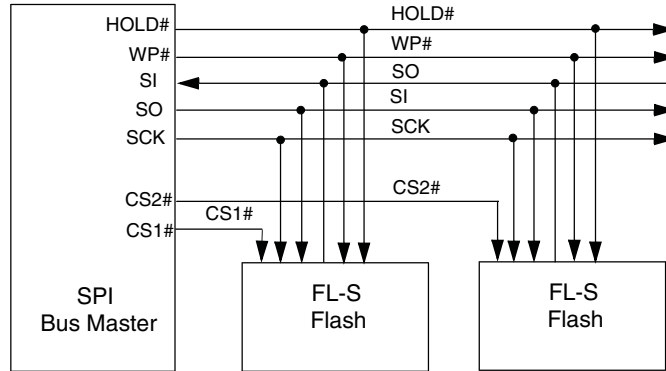 HOLD# HOLD#
WP# WP#
SI SO
SO SI
SCK SCK
CS2# CS2#
CS1# CS1#
SPI
Bus Master
FL-S
Flash
FL-S
Flash